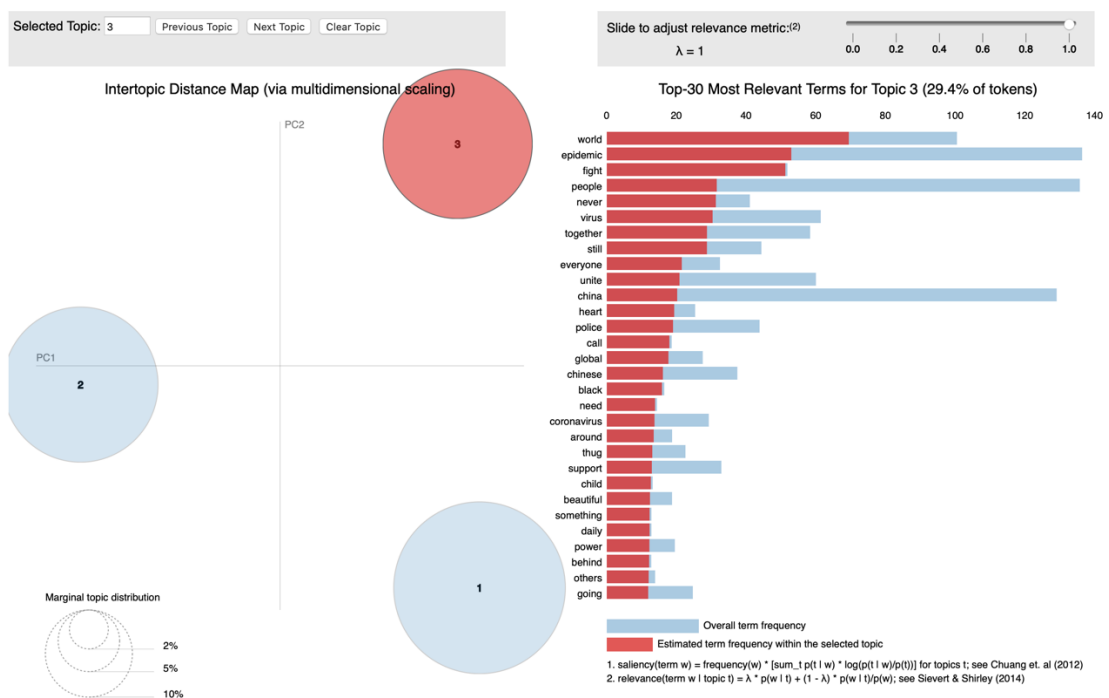 Selected Topic: 3 Previous Topic Next Topic Clear Topic
Slide to adjust relevance metric:(2)
λ = 1
0.0 0.2 0.4 0.6 0.8 1.0
Intertopic Distance Map (via multidimensional scaling)
PC2
PC1
3
2
1
Marginal topic distribution
2%
5%
10%
Top-30 Most Relevant Terms for Topic 3 (29.4% of tokens)
0 20 40 60 80 100 120 140
world
epidemic
fight
people
never
virus
together
still
everyone
unite
china
heart
police
call
global
chinese
black
need
coronavirus
around
thug
support
child
beautiful
something
daily
power
behind
others
going
Overall term frequency
Estimated term frequency within the selected topic
1. saliency(term w) = frequency(w) * [sum_t p(t | w) * log(p(t | w)/p(t))] for topics t; see Chuang et. al (2012)
2. relevance(term w | topic t) = λ * p(w | t) + (1 - λ) * p(w | t)/p(w); see Sievert & Shirley (2014)